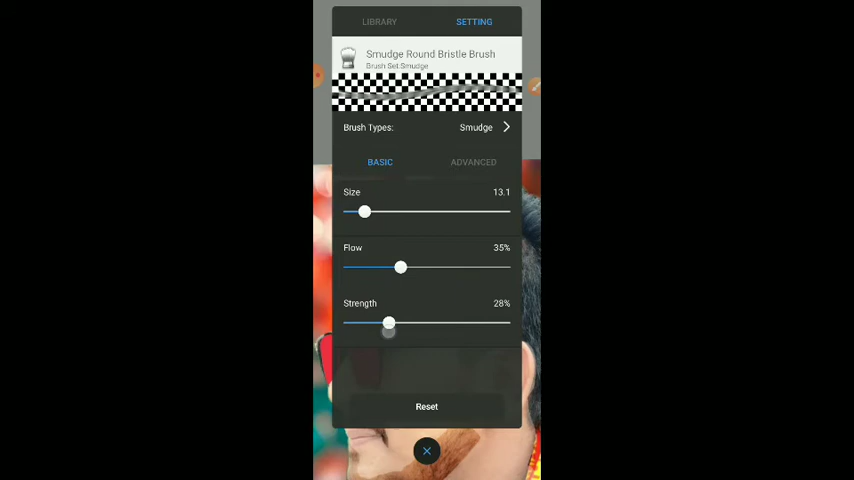 LIBRARY SETTING
Smudge Round Bristle Brush
Brush Set:Smudge
Brush Types: Smudge
BASIC ADVANCED
Size 13.1
Flow 35%
Strength 28%
Reset